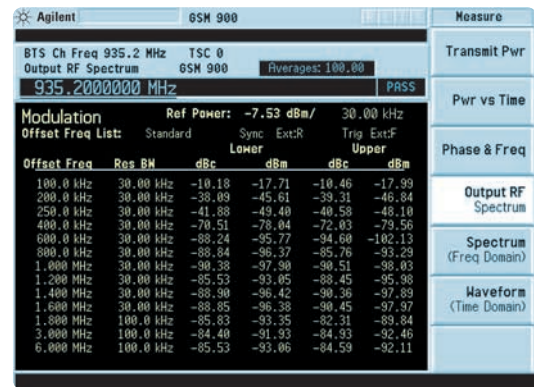 Agilent GSM 900 Measure
BTS Ch Freq 935.2 MHz TSC 0
Output RF Spectrum GSM 900 Averages: 100.00
935.2000000 MHz PASS
Modulation Ref Power: -7.53 dBm/ 30.00 kHz
Offset Freq List: Standard Sync Ext:R Trig Ext:F
Lower Upper
Offset Freq Res BW dBc dBm dBc dBm
100.0 kHz 30.00 kHz -10.18 -17.71 -10.46 -17.99
200.0 kHz 30.00 kHz -38.09 -45.61 -39.31 -46.84
250.0 kHz 30.00 kHz -41.88 -49.40 -40.58 -48.10
400.0 kHz 30.00 kHz -70.51 -78.04 -72.03 -79.56
600.0 kHz 30.00 kHz -88.24 -95.77 -94.60 -102.13
800.0 kHz 30.00 kHz -88.84 -96.37 -85.76 -93.29
1.000 MHz 30.00 kHz -90.38 -97.90 -90.51 -98.03
1.200 MHz 30.00 kHz -85.53 -93.05 -88.45 -95.98
1.400 MHz 30.00 kHz -88.90 -96.42 -90.36 -97.89
1.600 MHz 30.00 kHz -88.85 -96.38 -90.45 -97.97
1.800 MHz 100.0 kHz -85.83 -93.35 -82.31 -89.84
3.000 MHz 100.0 kHz -84.40 -91.93 -84.93 -92.46
6.000 MHz 100.0 kHz -85.53 -93.06 -84.59 -92.11
Transmit Pwr
Pwr vs Time
Phase & Freq
Output RF
Spectrum
Spectrum
(Freq Domain)
Waveform
(Time Domain)